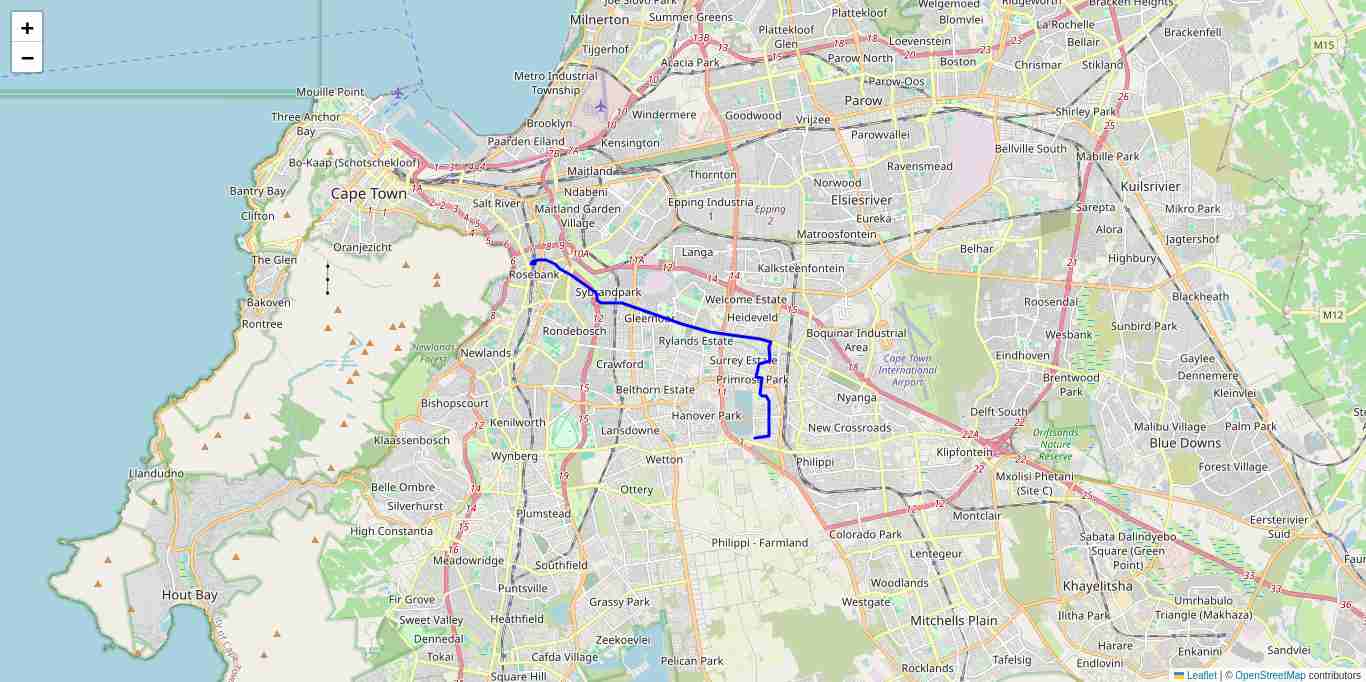 +
−
Joe Slovo Park
Welgemoed
Ridgeworth
Bracken Heights
Milnerton
Summer Greens
Plattekloof
Blomvlei
La Rochelle
Brackenfell
Plattekloof
Glen
Loevenstein
Bellair
M15
Tijgerhof
Acacia Park
Parow North
Boston
Chrismar
Stikland
Metro Industrial
Township
Parow-Oos
Mouille Point
Parow
Three Anchor
Bay
Windermere
Goodwood
Vrijzee
Shirley Park
Brooklyn
Parowvallei
Paarden Eiland
Kensington
Bellville South
Mabille Park
Bo-Kaap (Schotschekloof)
Maitland
Thornton
Ravensmead
Bantry Bay
Cape Town
Ndabeni
Norwood
Kuilsrivier
Salt River
Maitland Garden
Village
Epping Industria
1
Epping
2
Elsiesriver
Sarepta
Mikro Park
Clifton
Eureka
Alora
Oranjezicht
Matroosfontein
Jagtershof
The Glen
Langa
Belhar
Highbury
Rosebank
Kalksteenfontein
Sybrandpark
Welcome Estate
Roosendal
Blackheath
Bakoven
Rontree
Gleemoor
Heideveld
M12
Rondebosch
Rylands Estate
Boquinar Industrial
Area
Wesbank
Sunbird Park
Newlands
Forest
Newlands
Crawford
Surrey Estate
Cape Town
International
Airport
Eindhoven
Gaylee
Primrose Park
Brentwood
Park
Dennemere
Belthorn Estate
Nyanga
Kleinvlei
Bishopscourt
Hanover Park
Delft South
Kenilworth
New Crossroads
Malibu Village
Palm Park
Klaassenbosch
Lansdowne
Driftsands
Nature
Reserve
Blue Downs
Wynberg
Wetton
Philippi
Klipfontein
Llandudno
Forest Village
Belle Ombre
Ottery
Mxolisi Phetani
(Site C)
Silverhurst
Plumstead
Montclair
High Constantia
Colorado Park
Eersterivier
Suid
Meadowridge
Southfield
Philippi - Farmland
Lentegeur
Sabata Dalindyebo
Square (Green
Point)
Hout Bay
Puntsville
Woodlands
Khayelitsha
Fir Grove
Grassy Park
Westgate
Umrhabulo
Triangle (Makhaza)
Sweet Valley
Heathfield
Mitchells Plain
Ilitha Park
Dennedal
Zeekoevlei
Harare
Enkanini
Tokai
Cafda Village
Pelican Park
Tafelsig
Sandvlei
Square Hill
Rocklands
Endlovini
Leaflet | © OpenStreetMap contributors